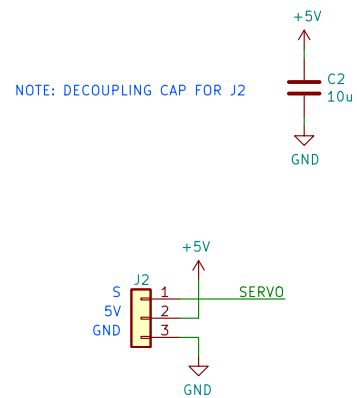 +5V
C2
10u
NOTE: DECOUPLING CAP FOR J2
GND
+5V
J2
S 1 SERVO
5V 2
GND 3
GND